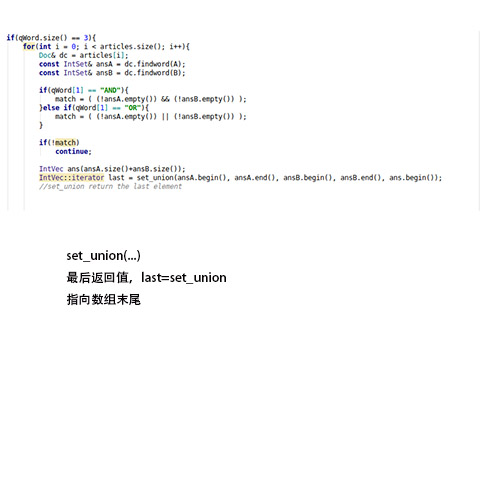 if(qWord.size() == 3){
for(int i = 0; i < articles.size(); i++){
Doc& dc = articles[i];
const IntSet& ansA = dc.findword(A);
const IntSet& ansB = dc.findword(B);
if(qWord[1] == "AND"){
match = ( (!ansA.empty()) && (!ansB.empty()) );
}else if(qWord[1] == "OR"){
match = ( (!ansA.empty()) || (!ansB.empty()) );
}
if(!match)
continue;
IntVec ans(ansA.size()+ansB.size());
IntVec::iterator last = set_union(ansA.begin(), ansA.end(), ansB.begin(), ansB.end(), ans.begin());
//set_union return the last element
set_union(...)
最后返回值，last=set_union
指向数组末尾